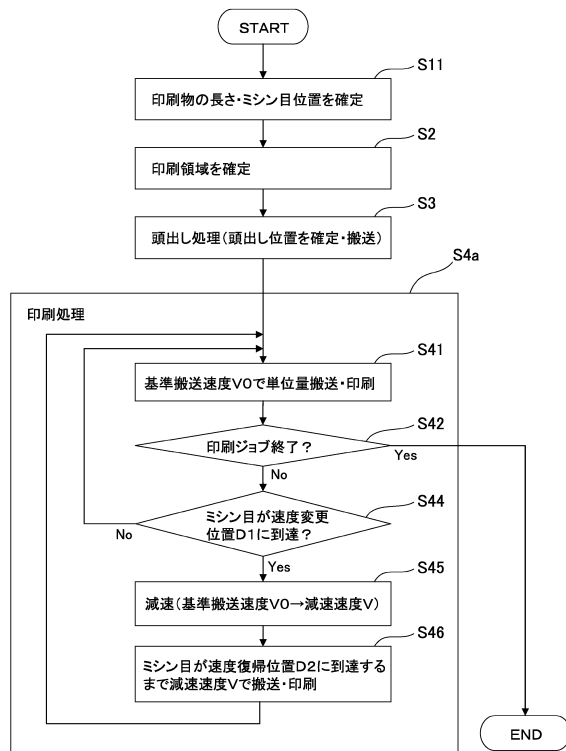 START
S11
印刷物の長さ・ミシン目位置を確定
S2
印刷領域を確定
S3
頭出し処理(頭出し位置を確定・搬送)
S4a
印刷処理
S41
基準搬送速度V0で単位量搬送・印刷
S42
印刷ジョブ終了？
Yes
No
S44
ミシン目が速度変更
位置D1に到達？
No
Yes
S45
減速(基準搬送速度V0→減速速度V)
S46
ミシン目が速度復帰位置D2に到達する
まで減速速度Vで搬送・印刷
END